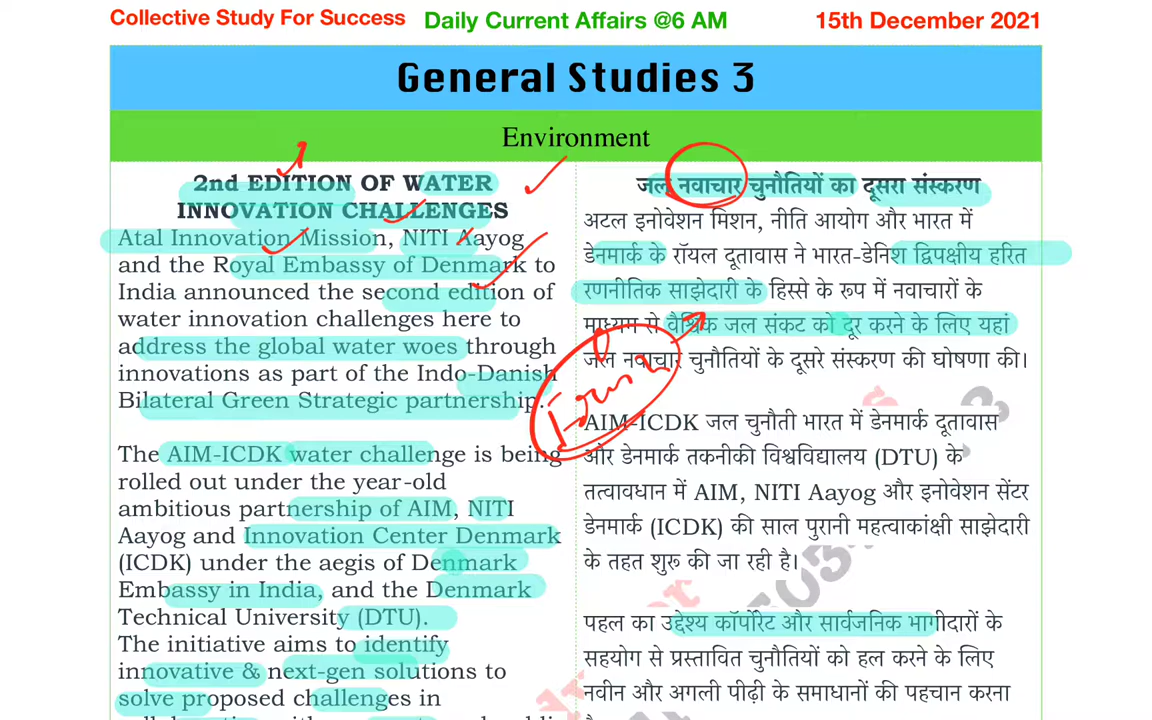 Collective Study For Success Daily Current Affairs @6 AM 15th December 2021
General Studies 3
Environment
2nd EDITION OF WATER
INNOVATION CHALLENGES
Atal Innovation Mission, NITI Aayog
and the Royal Embassy of Denmark to
India announced the second edition of
water innovation challenges here to
address the global water woes through
innovations as part of the Indo-Danish
Bilateral Green Strategic partnership.
The AIM-ICDK water challenge is being
rolled out under the year-old
ambitious partnership of AIM, NITI
Aayog and Innovation Center Denmark
(ICDK) under the aegis of Denmark
Embassy in India, and the Denmark
Technical University (DTU).
The initiative aims to identify
innovative & next-gen solutions to
solve proposed challenges in
जल नवाचार चुनौतियों का दूसरा संस्करण
अटल इनोवेशन मिशन, नीति आयोग और भारत में
डेनमार्क के रॉयल दूतावास ने भारत-डेनिश द्विपक्षीय हरित
रणनीतिक साझेदारी के हिस्से के रूप में नवाचारों के
माध्यम से वैश्विक जल संकट को दूर करने के लिए यहां
जल नवाचार चुनौतियों के दूसरे संस्करण की घोषणा की।
AIM-ICDK जल चुनौती भारत में डेनमार्क दूतावास
और डेनमार्क तकनीकी विश्वविद्यालय (DTU) के
तत्वावधान में AIM, NITI Aayog और इनोवेशन सेंटर
डेनमार्क (ICDK) की साल पुरानी महत्वाकांक्षी साझेदारी
के तहत शुरू की जा रही है।
पहल का उद्देश्य कॉर्पोरेट और सार्वजनिक भागीदारों के
सहयोग से प्रस्तावित चुनौतियों को हल करने के लिए
नवीन और अगली पीढ़ी के समाधानों की पहचान करना